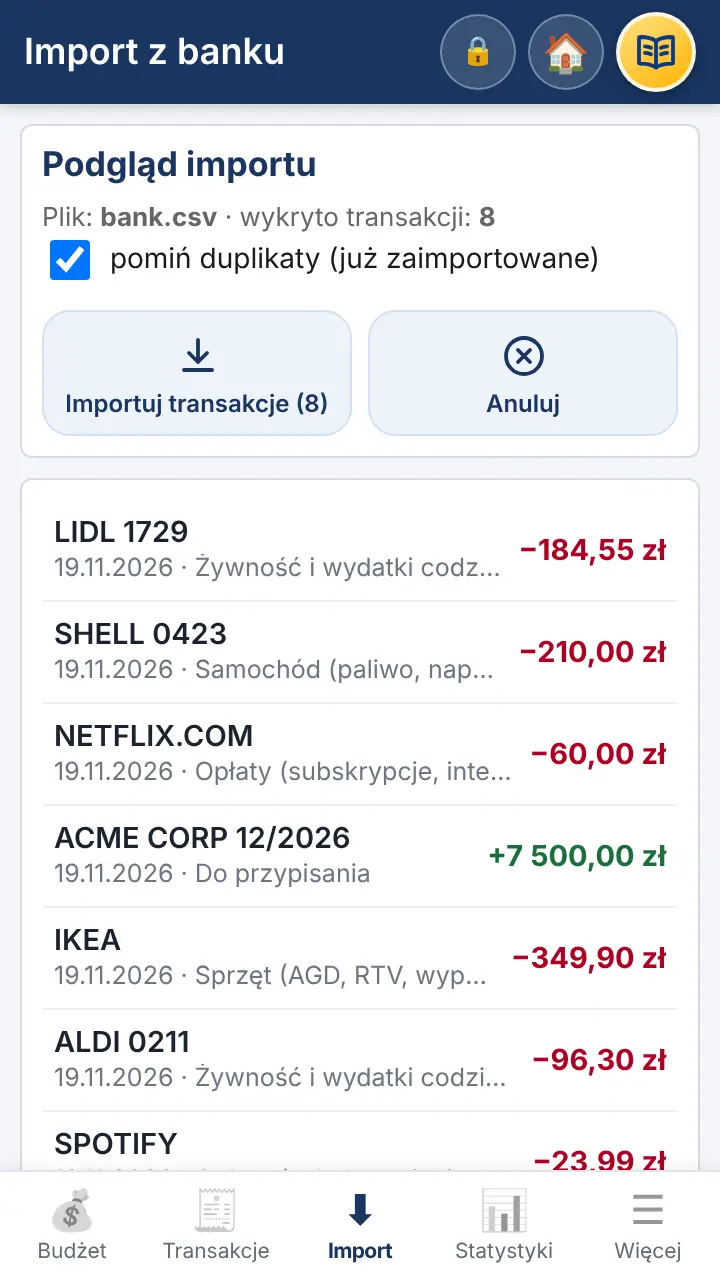 Import z banku
Podgląd importu
Plik: bank.csv · wykryto transakcji: 8
pomiń duplikaty (już zaimportowane)
Importuj transakcje (8)
Anuluj
LIDL 1729
19.11.2026 · Żywność i wydatki codz...
−184,55 zł
SHELL 0423
19.11.2026 · Samochód (paliwo, nap...
−210,00 zł
NETFLIX.COM
19.11.2026 · Opłaty (subskrypcje, inte...
−60,00 zł
ACME CORP 12/2026
19.11.2026 · Do przypisania
+7 500,00 zł
IKEA
19.11.2026 · Sprzęt (AGD, RTV, wyp...
−349,90 zł
ALDI 0211
19.11.2026 · Żywność i wydatki codzi...
−96,30 zł
SPOTIFY
−23,99 zł
Budżet
Transakcje
Import
Statystyki
Więcej